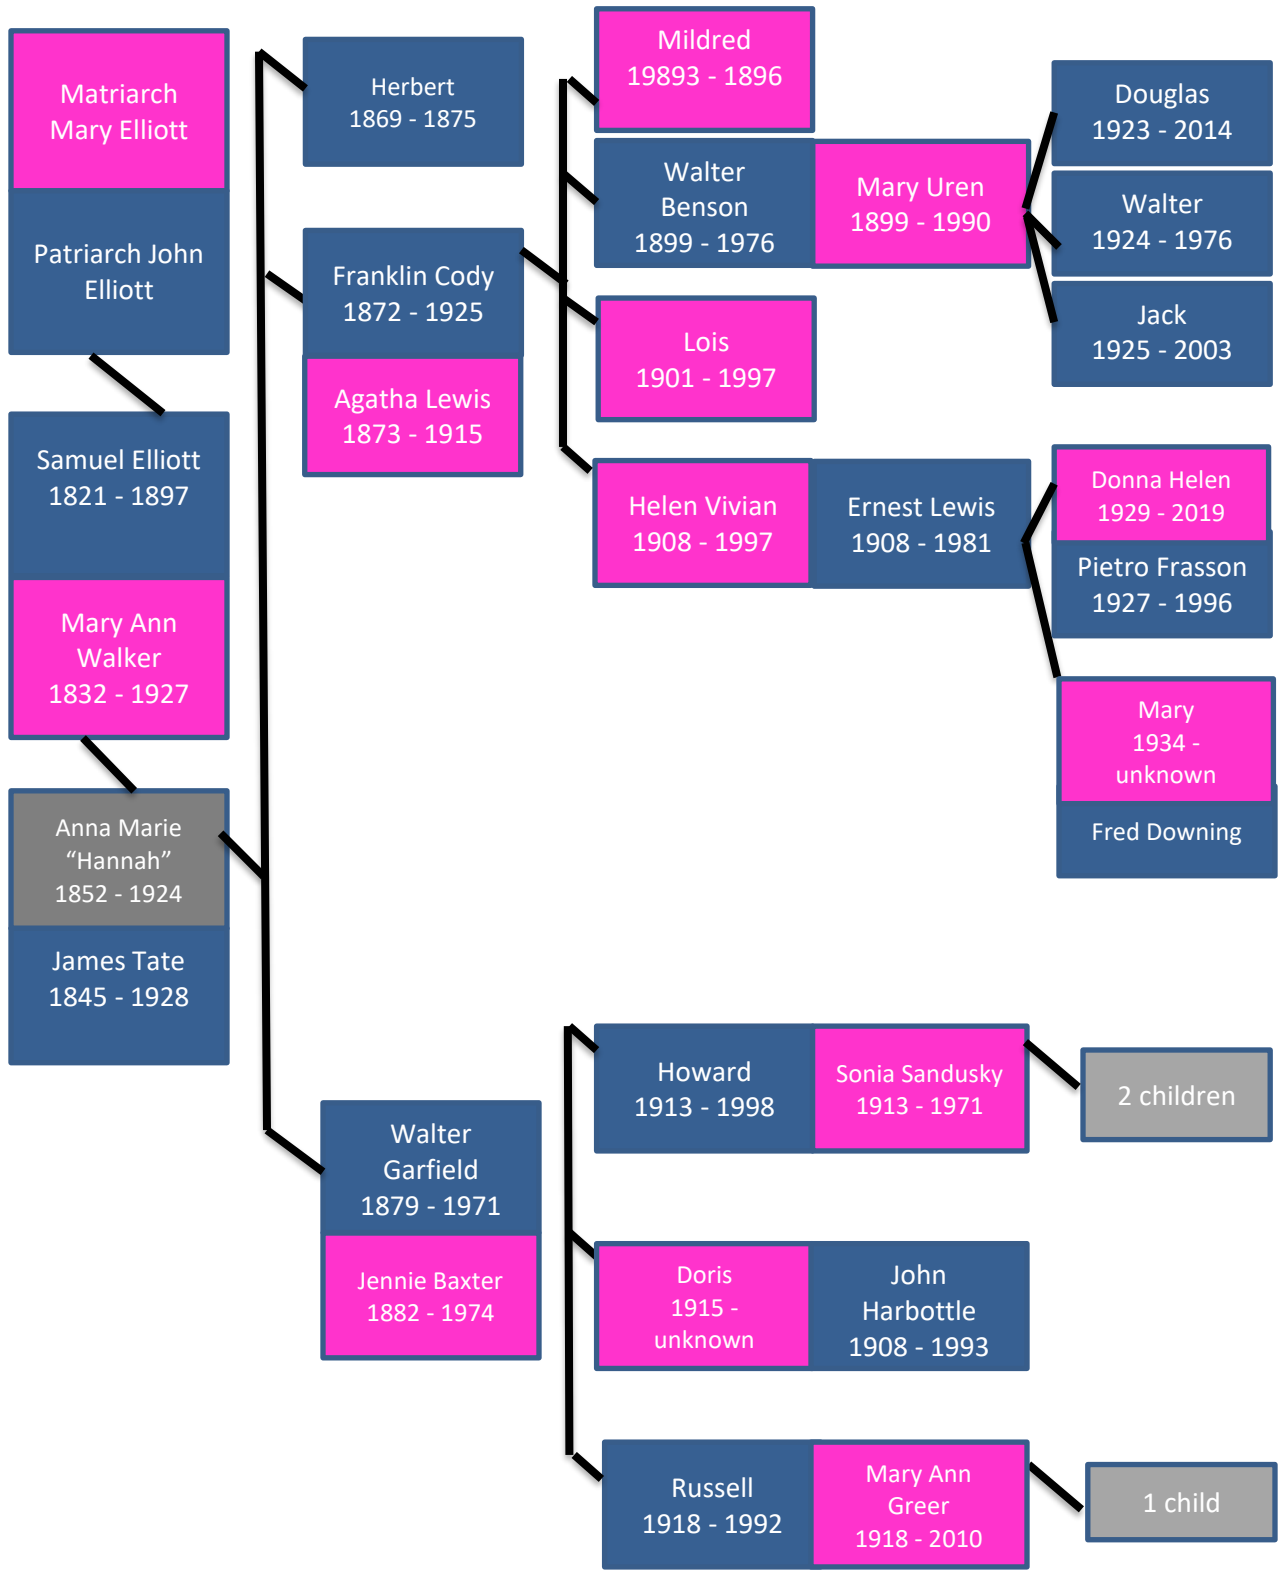 Matriarch
Mary Elliott
Patriarch John
Elliott
Samuel Elliott
1821 - 1897
Mary Ann
Walker
1832 - 1927
Anna Marie
“Hannah”
1852 - 1924
James Tate
1845 - 1928
Herbert
1869 - 1875
Franklin Cody
1872 - 1925
Agatha Lewis
1873 - 1915
Walter
Garfield
1879 - 1971
Jennie Baxter
1882 - 1974
Mildred
19893 - 1896
Walter
Benson
1899 - 1976
Mary Uren
1899 - 1990
Lois
1901 - 1997
Helen Vivian
1908 - 1997
Ernest Lewis
1908 - 1981
Douglas
1923 - 2014
Walter
1924 - 1976
Jack
1925 - 2003
Donna Helen
1929 - 2019
Pietro Frasson
1927 - 1996
Mary
1934 -
unknown
Fred Downing
Howard
1913 - 1998
Sonia Sandusky
1913 - 1971
2 children
Doris
1915 -
unknown
John
Harbottle
1908 - 1993
Russell
1918 - 1992
Mary Ann
Greer
1918 - 2010
1 child